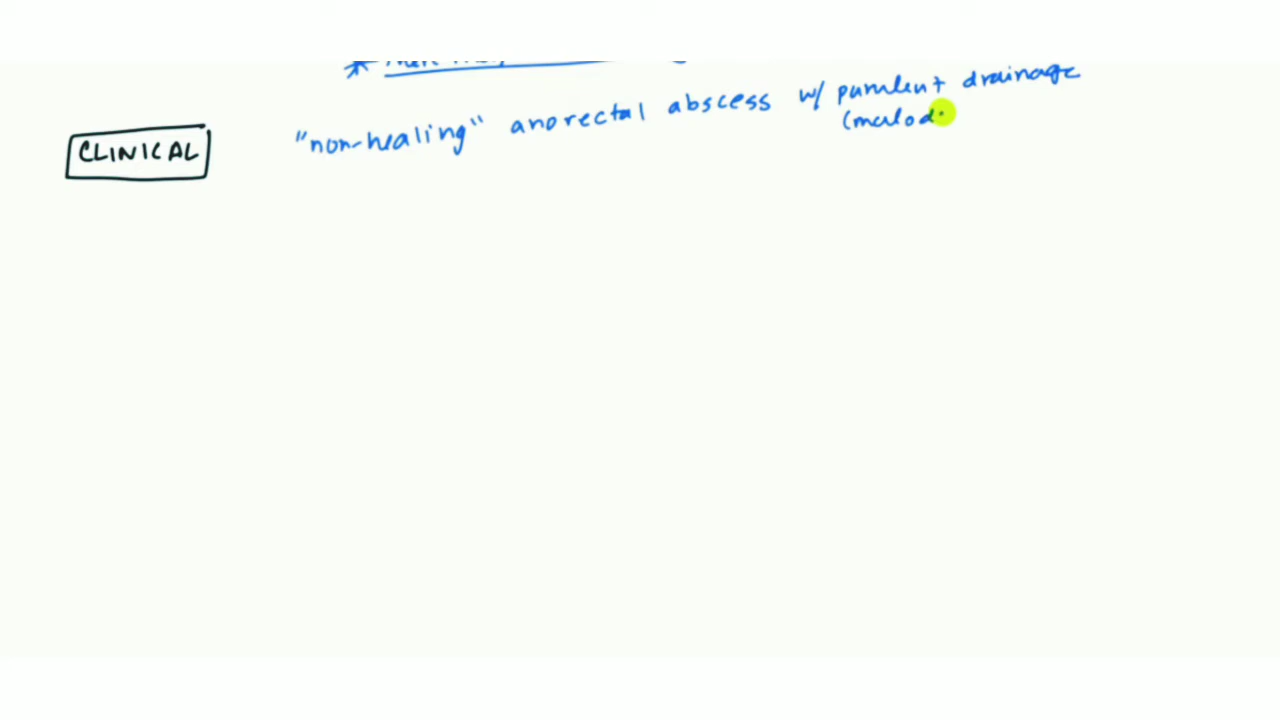 CLINICAL
"non-healing" anorectal abscess w/ purulent drainage
(malod